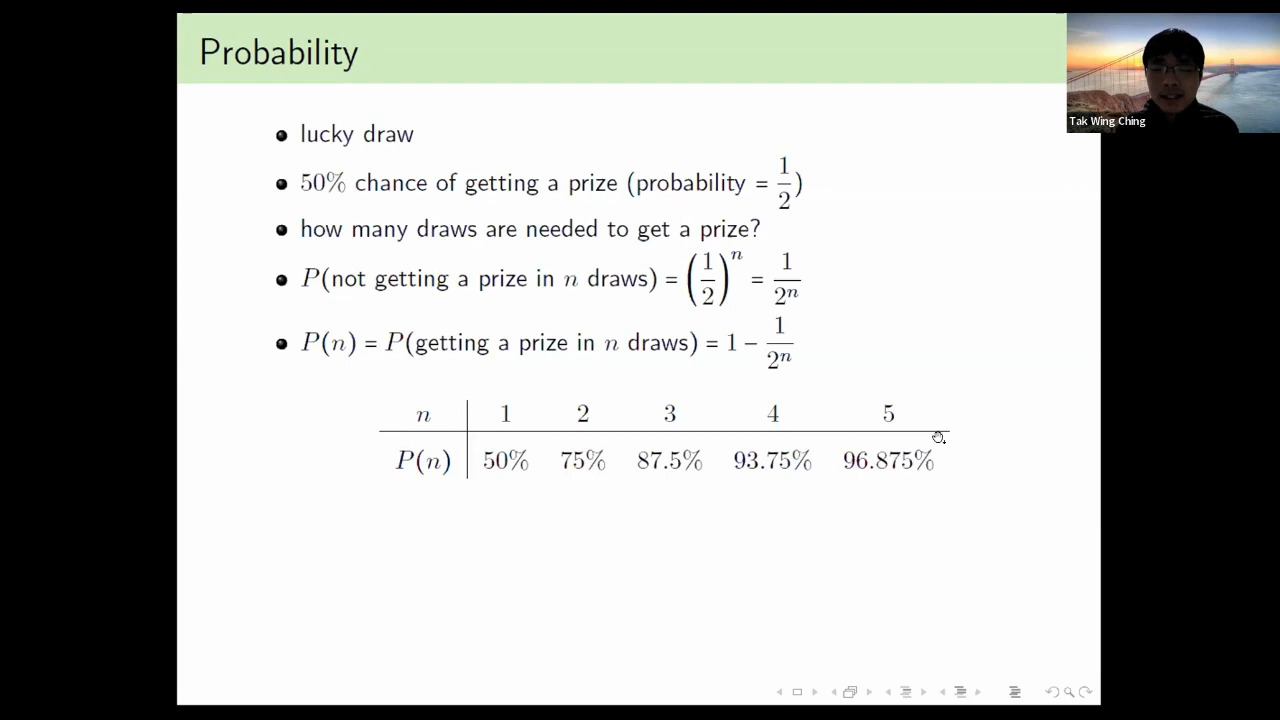 Probability
Tak Wing Ching
lucky draw
50% chance of getting a prize (probability = 1/2)
how many draws are needed to get a prize?
P(not getting a prize in n draws) = (1/2)^n = 1/2^n
P(n) = P(getting a prize in n draws) = 1 − 1/2^n
n 1 2 3 4 5
P(n) 50% 75% 87.5% 93.75% 96.875%